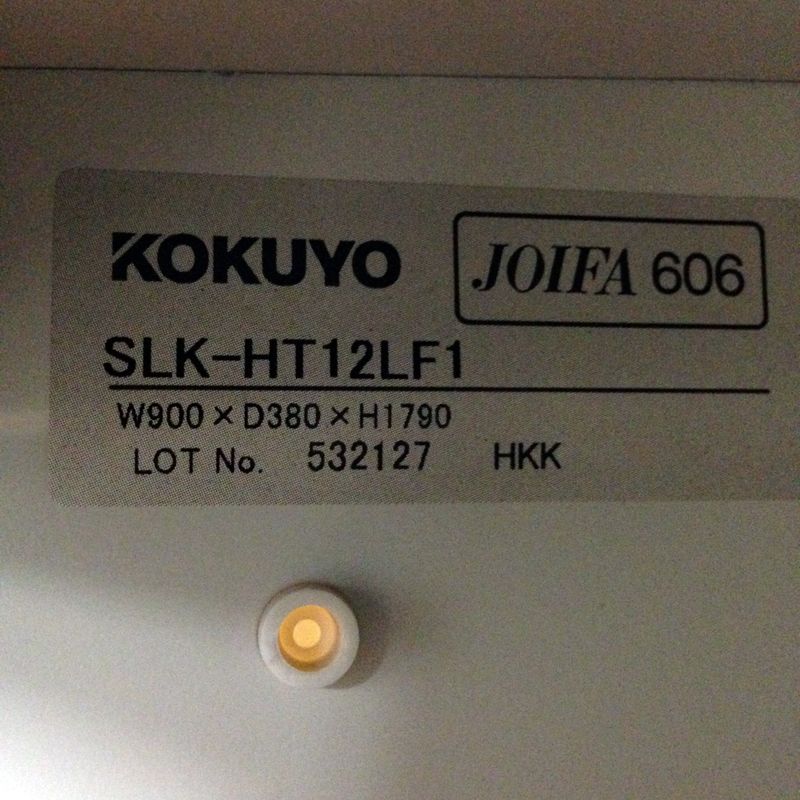 KOKUYO
JOIFA 606
SLK-HT12LF1
W900×D380×H1790
LOT No. 532127 HKK